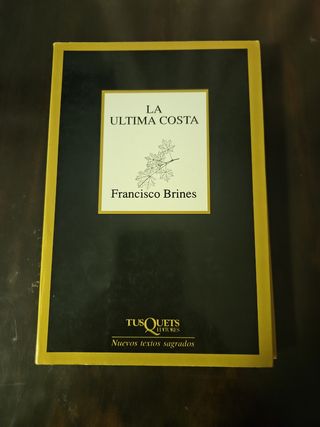 LA
ULTIMA COSTA
Francisco Brines
TUSQUETS
EDITORES
Nuevos textos sagrados